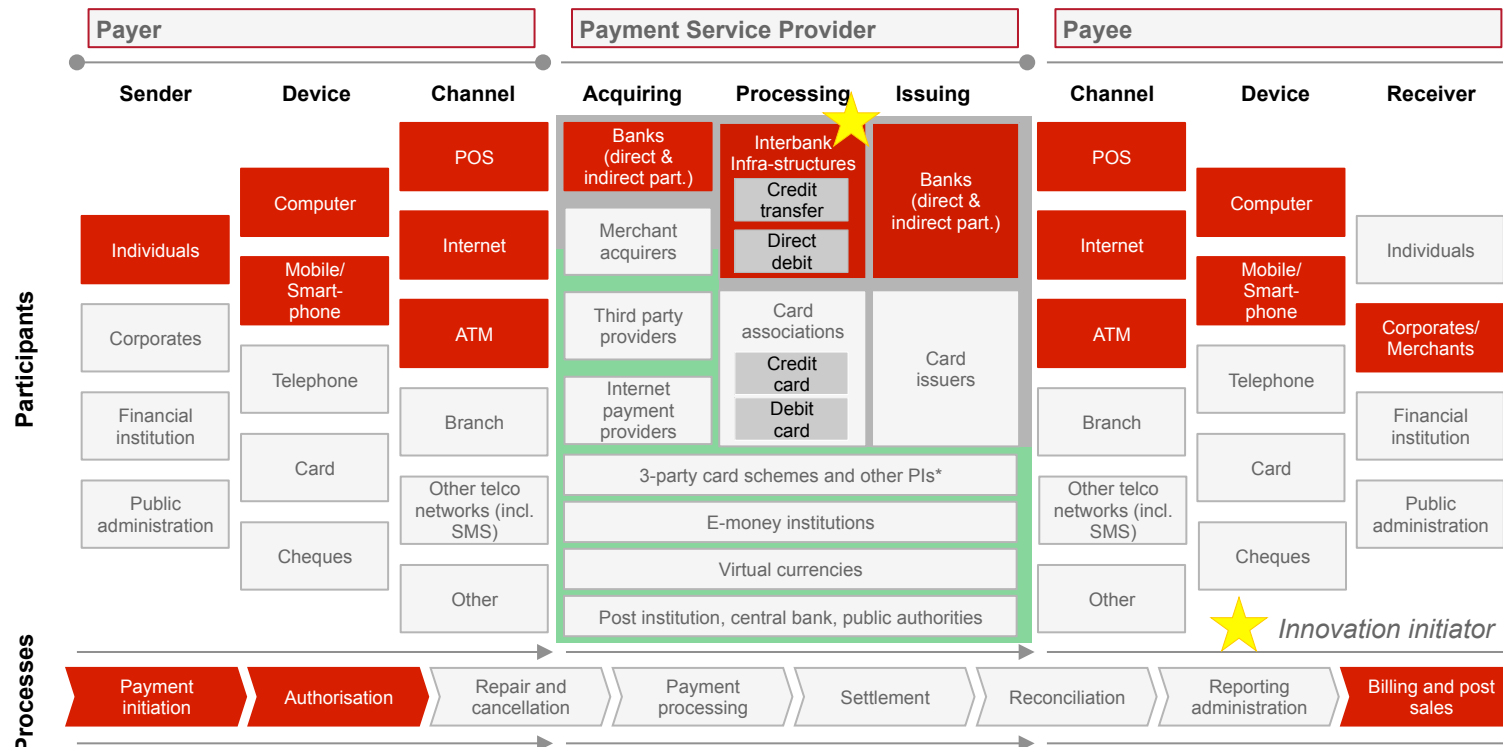 Payer
Payment Service Provider
Payee
Sender
Device
Channel
Acquiring
Processing
Issuing
Channel
Device
Receiver
Participants
Individuals
Corporates
Financial
institution
Public
administration
Computer
Mobile/
Smart-
phone
Telephone
Card
Cheques
POS
Internet
ATM
Branch
Other telco
networks (incl.
SMS)
Other
Banks
(direct &
indirect part.)
Merchant
acquirers
Third party
providers
Internet
payment
providers
Interbank
Infra-structures
Credit
transfer
Direct
debit
Card
associations
Credit
card
Debit
card
Banks
(direct &
indirect part.)
Card
issuers
3-party card schemes and other PIs*
E-money institutions
Virtual currencies
Post institution, central bank, public authorities
POS
Internet
ATM
Branch
Other telco
networks (incl.
SMS)
Other
Computer
Mobile/
Smart-
phone
Telephone
Card
Cheques
Individuals
Corporates/
Merchants
Financial
institution
Public
administration
Innovation initiator
Processes
Payment
initiation
Authorisation
Repair and
cancellation
Payment
processing
Settlement
Reconciliation
Reporting
administration
Billing and post
sales